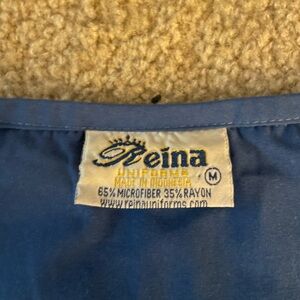 Reina
UNIFORMS
MADE IN INDONESIA
M
65% MICROFIBER 35% RAYON
www.reinauniforms.com